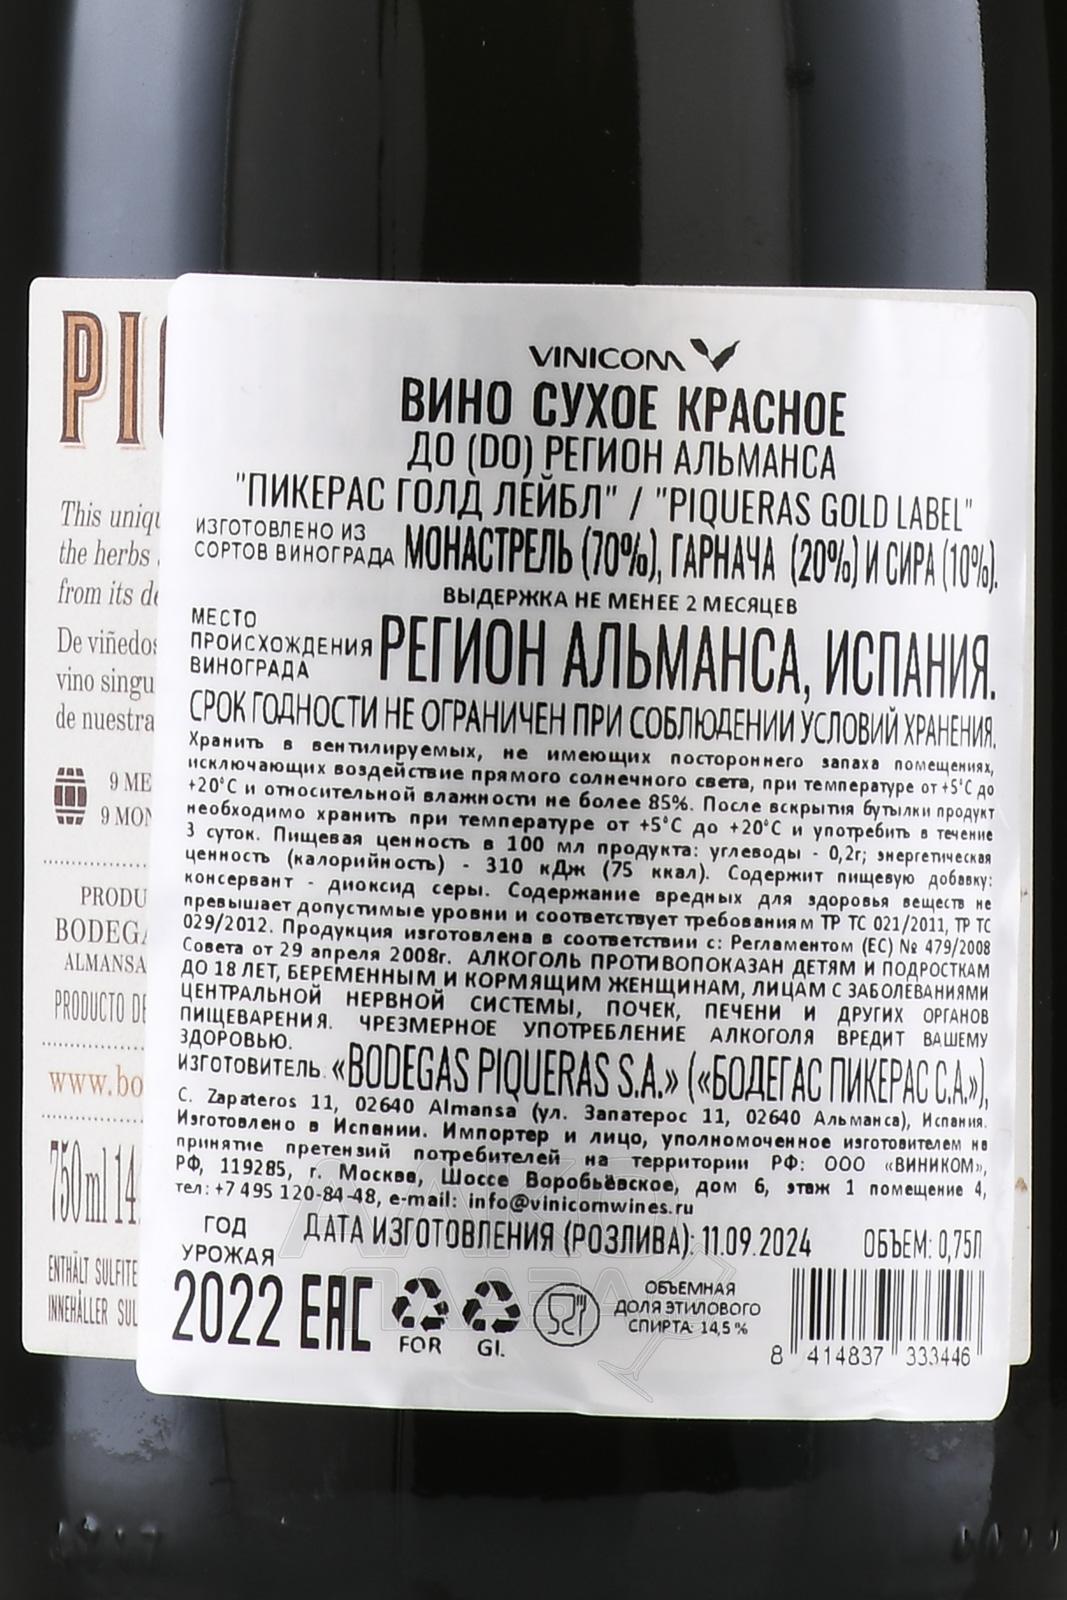 PIQ
This uniqu
the herbs
from its de
De viñedos
vino singu
de nuestra
9 ME
9 MON
PRODU
BODEGA
ALMANSA
PRODUCTO DE
www.bo
750ml 14
ENTHÄLT SULFITE
INNEHÅLLER SUL
VINICOM
ВИНО СУХОЕ КРАСНОЕ
ДО (DO) РЕГИОН АЛЬМАНСА
"ПИКЕРАС ГОЛД ЛЕЙБЛ" / "PIQUERAS GOLD LABEL"
ИЗГОТОВЛЕНО ИЗ
СОРТОВ ВИНОГРАДА МОНАСТРЕЛЬ (70%), ГАРНАЧА (20%) И СИРА (10%).
ВЫДЕРЖКА НЕ МЕНЕЕ 2 МЕСЯЦЕВ
МЕСТО
ПРОИСХОЖДЕНИЯ
ВИНОГРАДА
РЕГИОН АЛЬМАНСА, ИСПАНИЯ.
СРОК ГОДНОСТИ НЕ ОГРАНИЧЕН ПРИ СОБЛЮДЕНИИ УСЛОВИЙ ХРАНЕНИЯ.
Хранить в вентилируемых, не имеющих постороннего запаха помещениях,
исключающих воздействие прямого солнечного света, при температуре от +5°C до
+20°C и относительной влажности не более 85%. После вскрытия бутылки продукт
необходимо хранить при температуре от +5°C до +20°C и употребить в течение
3 суток. Пищевая ценность в 100 мл продукта: углеводы - 0,2г; энергетическая
ценность (калорийность) - 310 кДж (75 ккал). Содержит пищевую добавку:
консервант - диоксид серы. Содержание вредных для здоровья веществ не
превышает допустимые уровни и соответствует требованиям ТР ТС 021/2011, ТР ТС
029/2012. Продукция изготовлена в соответствии с: Регламентом (ЕС) № 479/2008
Совета от 29 апреля 2008г. АЛКОГОЛЬ ПРОТИВОПОКАЗАН ДЕТЯМ И ПОДРОСТКАМ
ДО 18 ЛЕТ, БЕРЕМЕННЫМ И КОРМЯЩИМ ЖЕНЩИНАМ, ЛИЦАМ С ЗАБОЛЕВАНИЯМИ
ЦЕНТРАЛЬНОЙ НЕРВНОЙ СИСТЕМЫ, ПОЧЕК, ПЕЧЕНИ И ДРУГИХ ОРГАНОВ
ПИЩЕВАРЕНИЯ. ЧРЕЗМЕРНОЕ УПОТРЕБЛЕНИЕ АЛКОГОЛЯ ВРЕДИТ ВАШЕМУ
ЗДОРОВЬЮ.
ИЗГОТОВИТЕЛЬ: «BODEGAS PIQUERAS S.A.» («БОДЕГАС ПИКЕРАС С.А.»),
C. Zapateros 11, 02640 Almansa (ул. Запатерос 11, 02640 Альманса), Испания.
Изготовлено в Испании. Импортер и лицо, уполномоченное изготовителем на
принятие претензий потребителей на территории РФ: ООО «ВИНИКОМ»,
РФ, 119285, г. Москва, Шоссе Воробьёвское, дом 6, этаж 1 помещение 4,
тел: +7 495 120-84-48, e-mail: info@vinicomwines.ru
ДАТА ИЗГОТОВЛЕНИЯ (РОЗЛИВА): 11.09.2024 ОБЪЕМ: 0,75Л
ГОД
УРОЖАЯ
2022 EAC
FOR GL
ОБЪЕМНАЯ
ДОЛЯ ЭТИЛОВОГО
СПИРТА: 14,5%
8 414837 333446